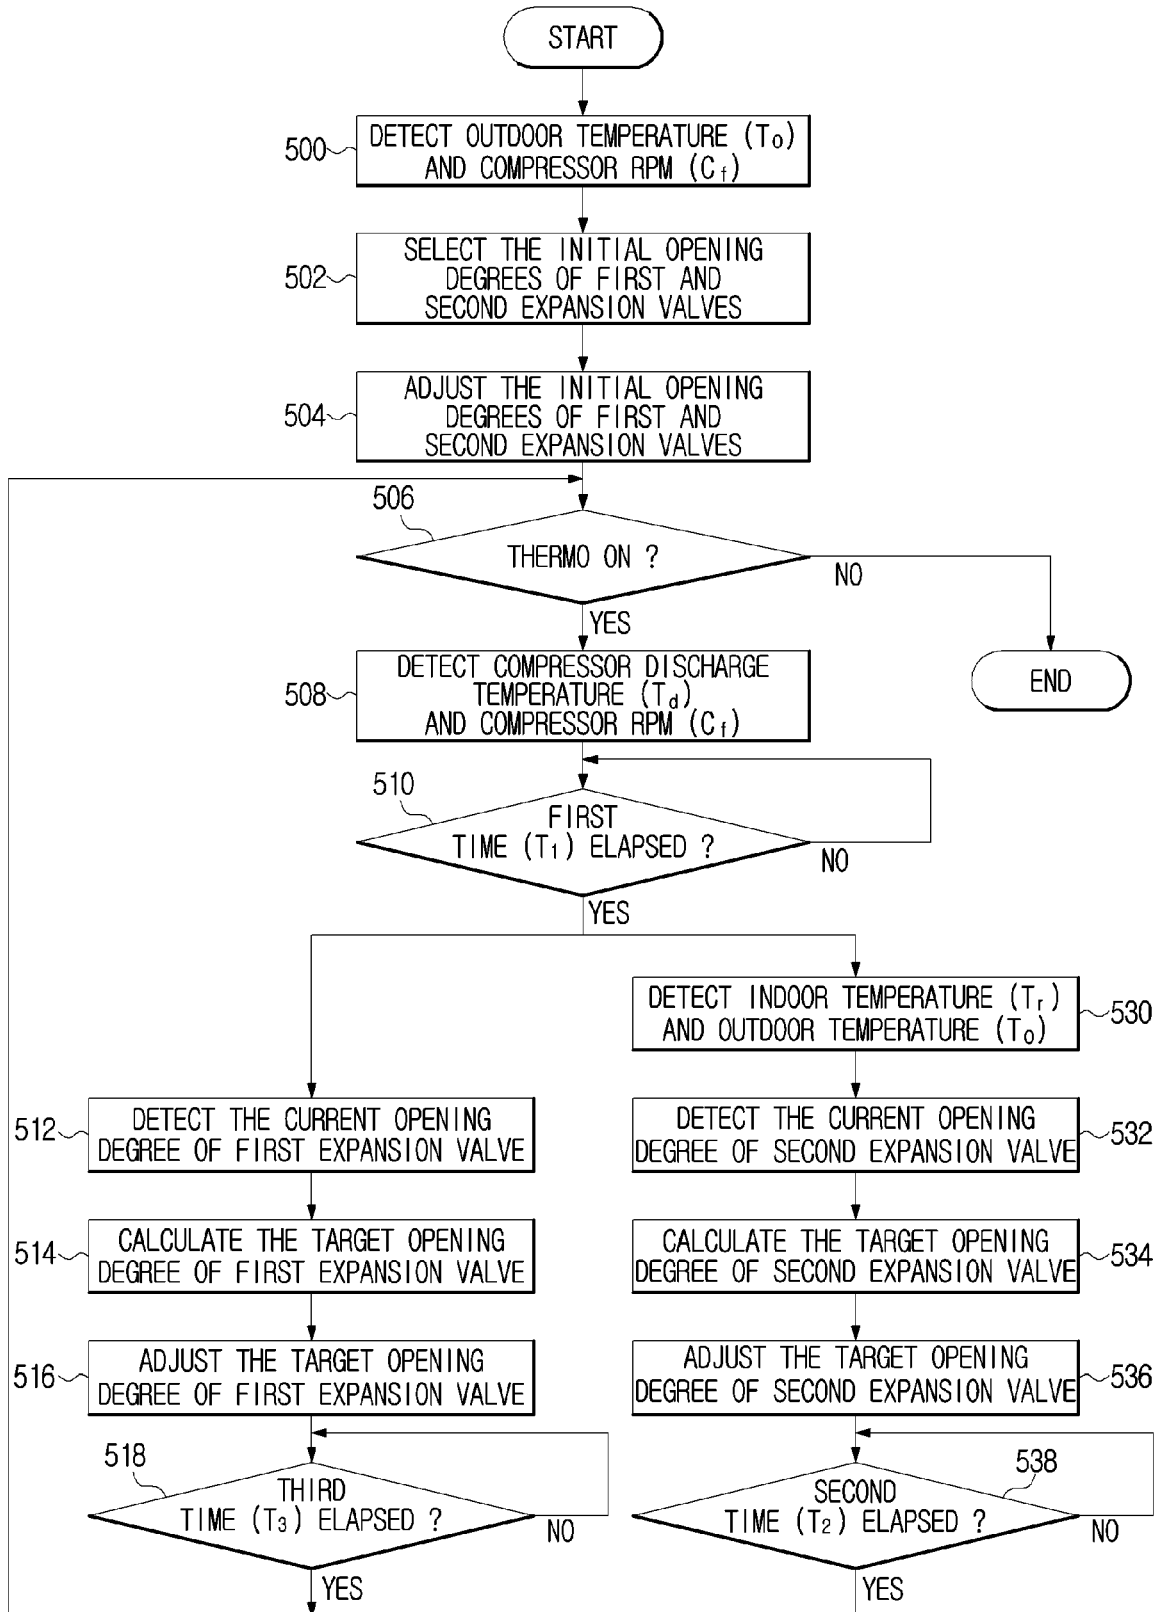 START
500
DETECT OUTDOOR TEMPERATURE (To)
AND COMPRESSOR RPM (Cf)
502
SELECT THE INITIAL OPENING
DEGREES OF FIRST AND
SECOND EXPANSION VALVES
504
ADJUST THE INITIAL OPENING
DEGREES OF FIRST AND
SECOND EXPANSION VALVES
506
THERMO ON ?
NO
YES
END
508
DETECT COMPRESSOR DISCHARGE
TEMPERATURE (Td)
AND COMPRESSOR RPM (Cf)
510
FIRST
TIME (T1) ELAPSED ?
NO
YES
DETECT INDOOR TEMPERATURE (Tr)
AND OUTDOOR TEMPERATURE (To)
530
512
DETECT THE CURRENT OPENING
DEGREE OF FIRST EXPANSION VALVE
DETECT THE CURRENT OPENING
DEGREE OF SECOND EXPANSION VALVE
532
514
CALCULATE THE TARGET OPENING
DEGREE OF FIRST EXPANSION VALVE
CALCULATE THE TARGET OPENING
DEGREE OF SECOND EXPANSION VALVE
534
516
ADJUST THE TARGET OPENING
DEGREE OF FIRST EXPANSION VALVE
ADJUST THE TARGET OPENING
DEGREE OF SECOND EXPANSION VALVE
536
518
THIRD
TIME (T3) ELAPSED ?
NO
YES
538
SECOND
TIME (T2) ELAPSED ?
NO
YES